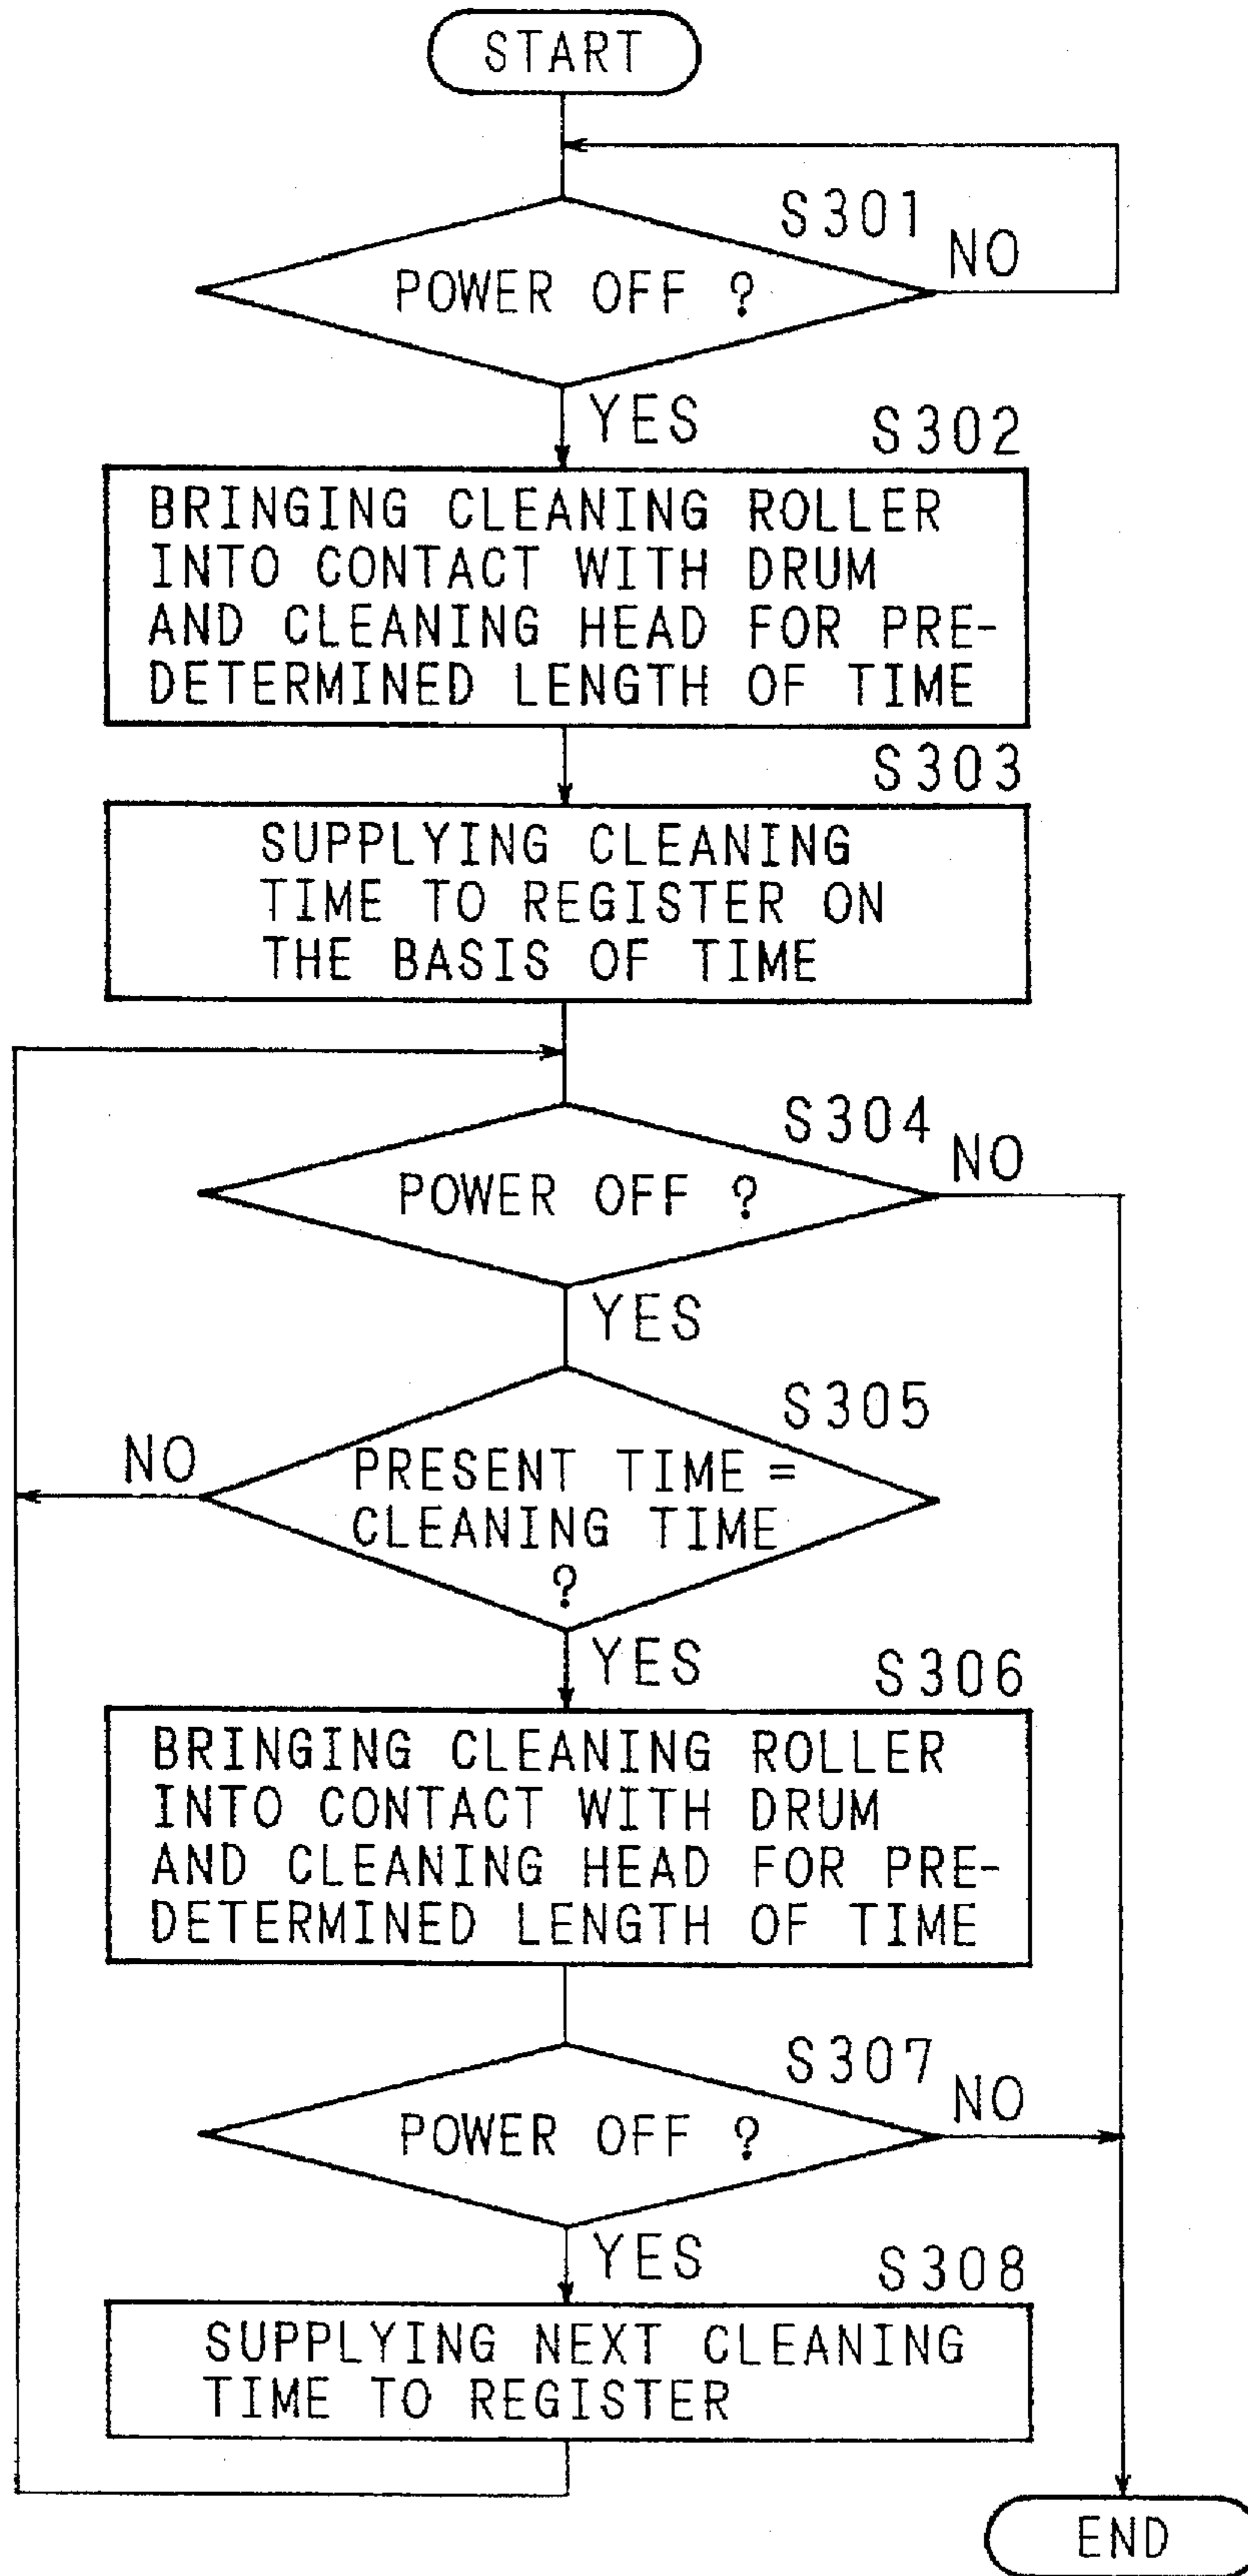 START
S301
NO
POWER OFF ?
YES
S302
BRINGING CLEANING ROLLER
INTO CONTACT WITH DRUM
AND CLEANING HEAD FOR PRE-
DETERMINED LENGTH OF TIME
S303
SUPPLYING CLEANING
TIME TO REGISTER ON
THE BASIS OF TIME
S304
NO
POWER OFF ?
YES
S305
NO
PRESENT TIME =
CLEANING TIME
?
YES
S306
BRINGING CLEANING ROLLER
INTO CONTACT WITH DRUM
AND CLEANING HEAD FOR PRE-
DETERMINED LENGTH OF TIME
S307
NO
POWER OFF ?
YES
S308
SUPPLYING NEXT CLEANING
TIME TO REGISTER
END